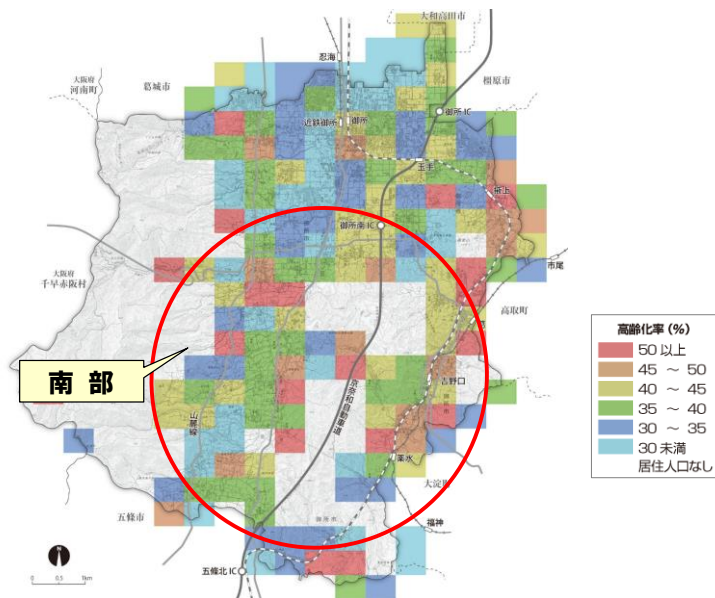 大和高田市
忍海
大阪府
河南町
葛城市
橿原市
御所IC
近鉄御所
御所
玉手
掖上
御所南IC
市尾
大阪府
千早赤阪村
高取町
高齢化率(%)
50 以上
45 ～ 50
40 ～ 45
35 ～ 40
30 ～ 35
30 未満
居住人口なし
南 部
吉野口
京奈和自動車道
薬水
大淀町
五條市
福神
五條北IC
0 0.5 1km